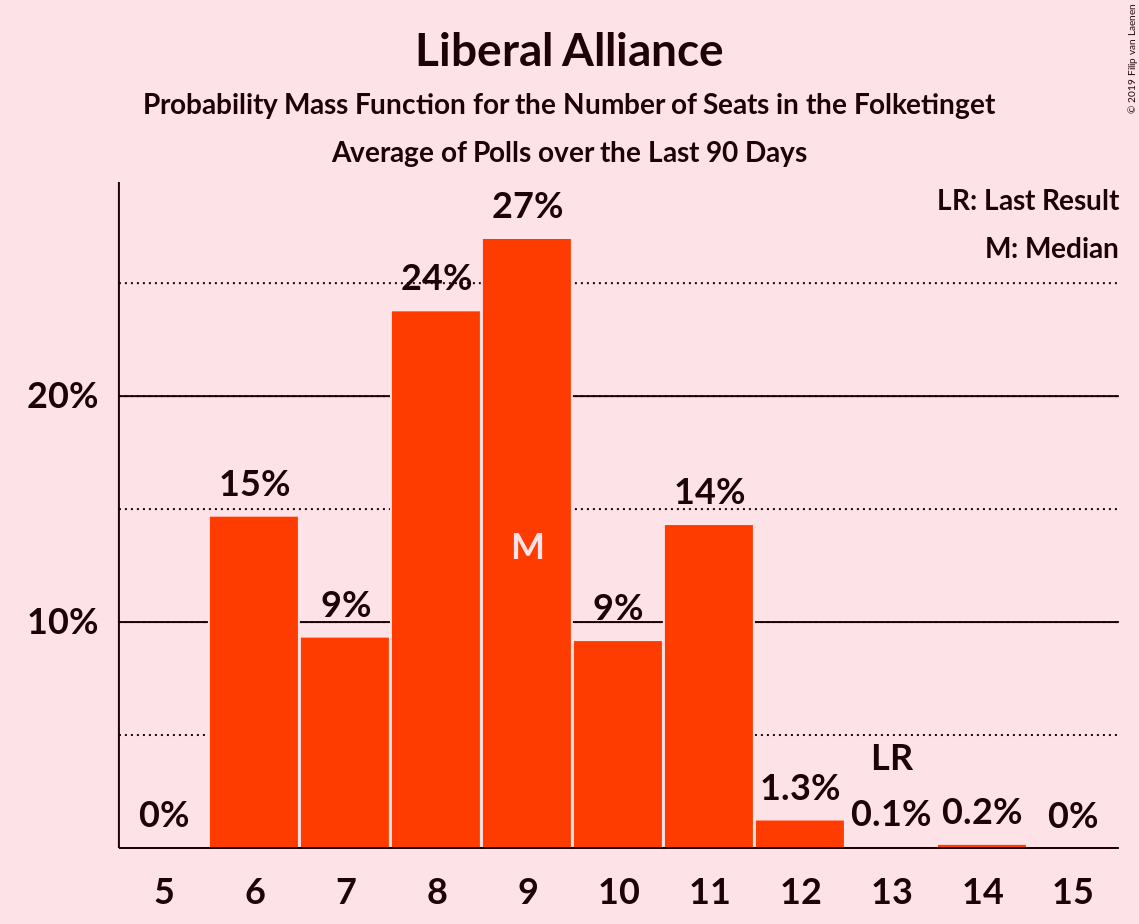 Liberal Alliance
Probability Mass Function for the Number of Seats in the Folketinget
Average of Polls over the Last 90 Days
© 2019 Filip van Laenen
LR: Last Result
M: Median
20%
10%
0%
15%
9%
24%
27%
M
9%
14%
1.3%
LR
0.1%
0.2%
0%
5 6 7 8 9 10 11 12 13 14 15